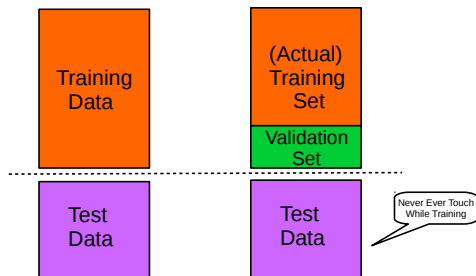 Training
Data
(Actual)
Training
Set
Validation
Set
Test
Data
Test
Data
Never Ever Touch
While Training